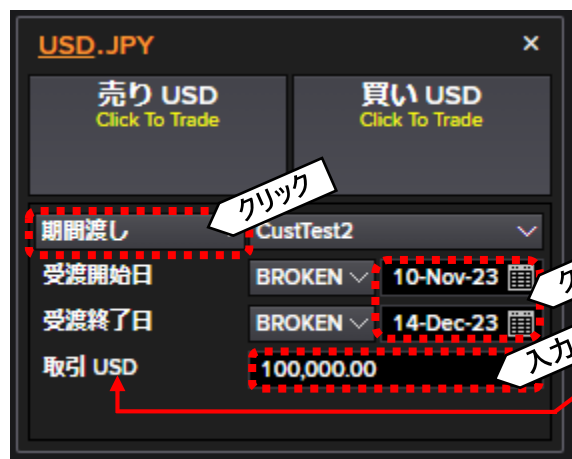 USD.JPY ×
売り USD 買い USD
Click To Trade Click To Trade
クリック
期間渡し CustTest2
受渡開始日 BROKEN 10-Nov-23
受渡終了日 BROKEN 14-Dec-23
入力
取引 USD 100,000.00